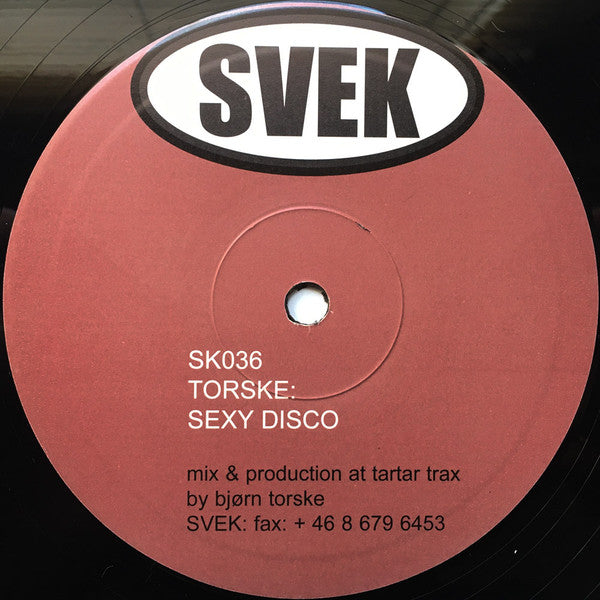 SVEK
SK036
TORSKE:
SEXY DISCO
mix & production at tartar trax
by bjørn torske
SVEK: fax: + 46 8 679 6453